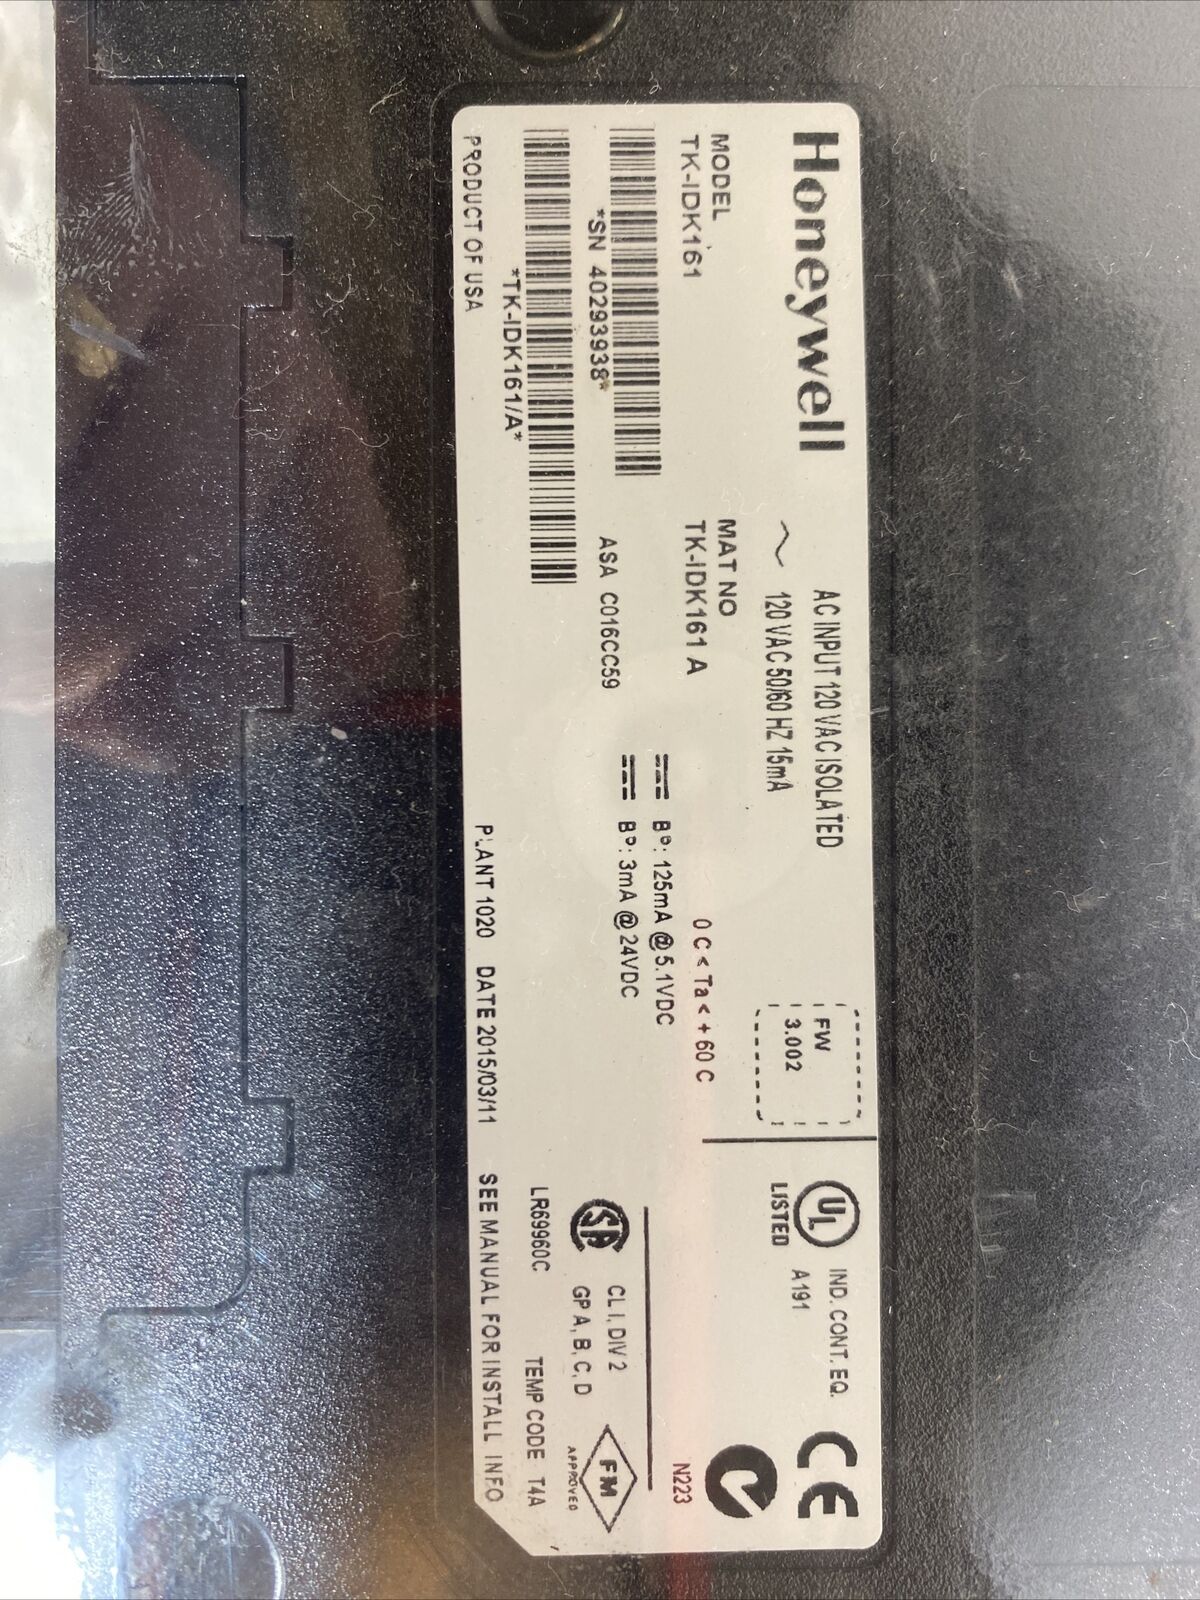 Honeywell
AC INPUT 120 VAC ISOLATED
~ 120 VAC 50/60 HZ 15mA
FW
3.002
UL
LISTED
IND. CONT. EQ.
A191
CE
MODEL
TK-IDK161
MAT NO
TK-IDK161 A
0 C < Ta < + 60 C
N223
*SN 40293938*
ASA C016CC59
125mA @ 5.1VDC
3mA @ 24VDC
CL I, DIV 2
GP A, B, C, D
FM
APPROVED
*TK-IDK161/A*
LR69960C
TEMP CODE T4A
PRODUCT OF USA
PLANT 1020 DATE 2015/03/11 SEE MANUAL FOR INSTALL INFO